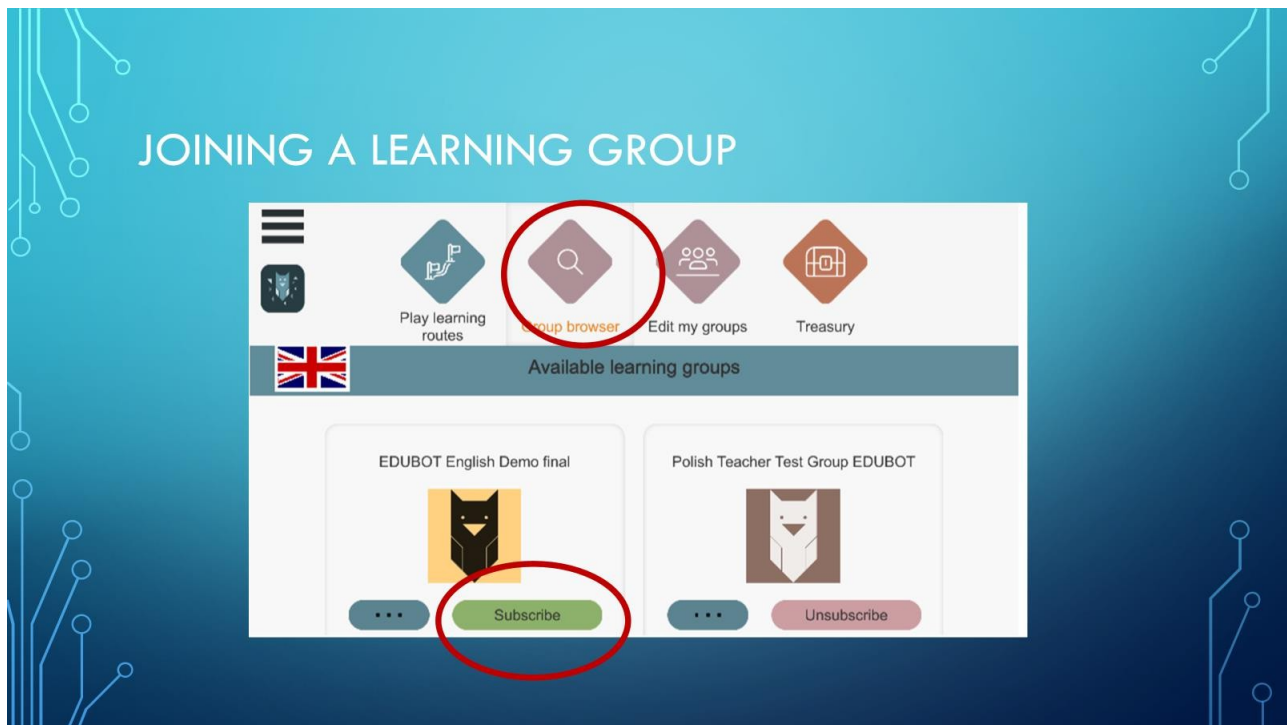 JOINING A LEARNING GROUP
Play learning
routes
Group browser
Edit my groups
Treasury
Available learning groups
EDUBOT English Demo final
Polish Teacher Test Group EDUBOT
...
Subscribe
...
Unsubscribe